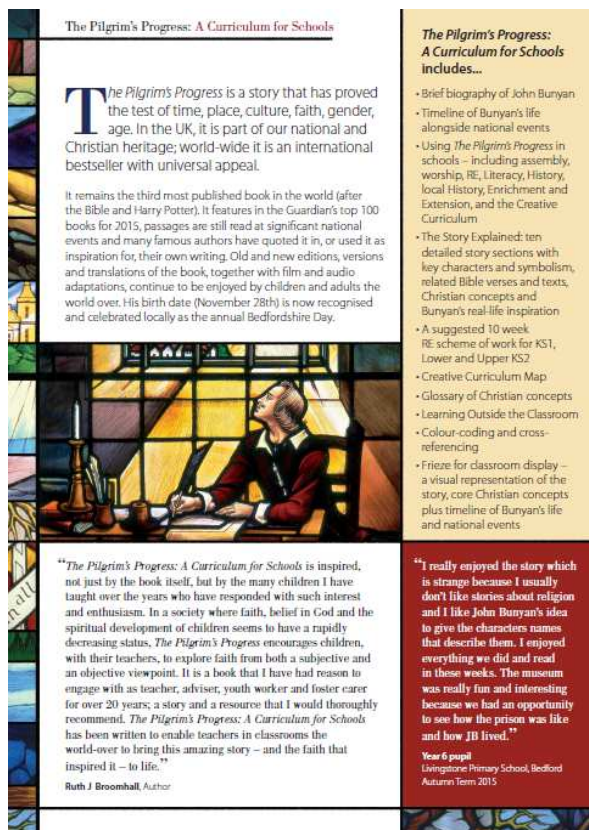 The Pilgrim's Progress: A Curriculum for Schools
The Pilgrim's Progress is a story that has proved
the test of time, place, culture, faith, gender,
age. In the UK, it is part of our national and
Christian heritage; world-wide it is an international
bestseller with universal appeal.
It remains the third most published book in the world (after
the Bible and Harry Potter). It features in the Guardian's top 100
books for 2015, passages are still read at significant national
events and many famous authors have quoted it in, or used it as
inspiration for, their own writing. Old and new editions, versions
and translations of the book, together with film and audio
adaptations, continue to be enjoyed by children and adults the
world over. His birth date (November 28th) is now recognised
and celebrated locally as the annual Bedfordshire Day.
"The Pilgrim's Progress: A Curriculum for Schools is inspired,
not just by the book itself, but by the many children I have
taught over the years who have responded with such interest
and enthusiasm. In a society where faith, belief in God and the
spiritual development of children seems to have a rapidly
decreasing status, The Pilgrim's Progress encourages children,
with their teachers, to explore faith from both a subjective and
an objective viewpoint. It is a book that I have had reason to
engage with as teacher, adviser, youth worker and foster carer
for over 20 years; a story and a resource that I would thoroughly
recommend. The Pilgrim's Progress: A Curriculum for Schools
has been written to enable teachers in classrooms the
world-over to bring this amazing story – and the faith that
inspired it – to life."
Ruth J Broomhall, Author
The Pilgrim's Progress:
A Curriculum for Schools
includes...
• Brief biography of John Bunyan
• Timeline of Bunyan's life
alongside national events
• Using The Pilgrim's Progress in
schools – including assembly,
worship, RE, Literacy, History,
local History, Enrichment and
Extension, and the Creative
Curriculum
• The Story Explained: ten
detailed story sections with
key characters and symbolism,
related Bible verses and texts,
Christian concepts and
Bunyan's real-life inspiration
• A suggested 10 week
RE scheme of work for KS1,
Lower and Upper KS2
• Creative Curriculum Map
• Glossary of Christian concepts
• Learning Outside the Classroom
• Colour-coding and cross-
referencing
• Frieze for classroom display –
a visual representation of the
story, core Christian concepts
plus timeline of Bunyan's life
and national events
"I really enjoyed the story which
is strange because I usually
don't like stories about religion
and I like John Bunyan's idea
to give the characters names
that describe them. I enjoyed
everything we did and read
in these weeks. The museum
was really fun and interesting
because we had an opportunity
to see how the prison was like
and how JB lived."
Year 6 pupil
Livingstone Primary School, Bedford
Autumn Term 2015